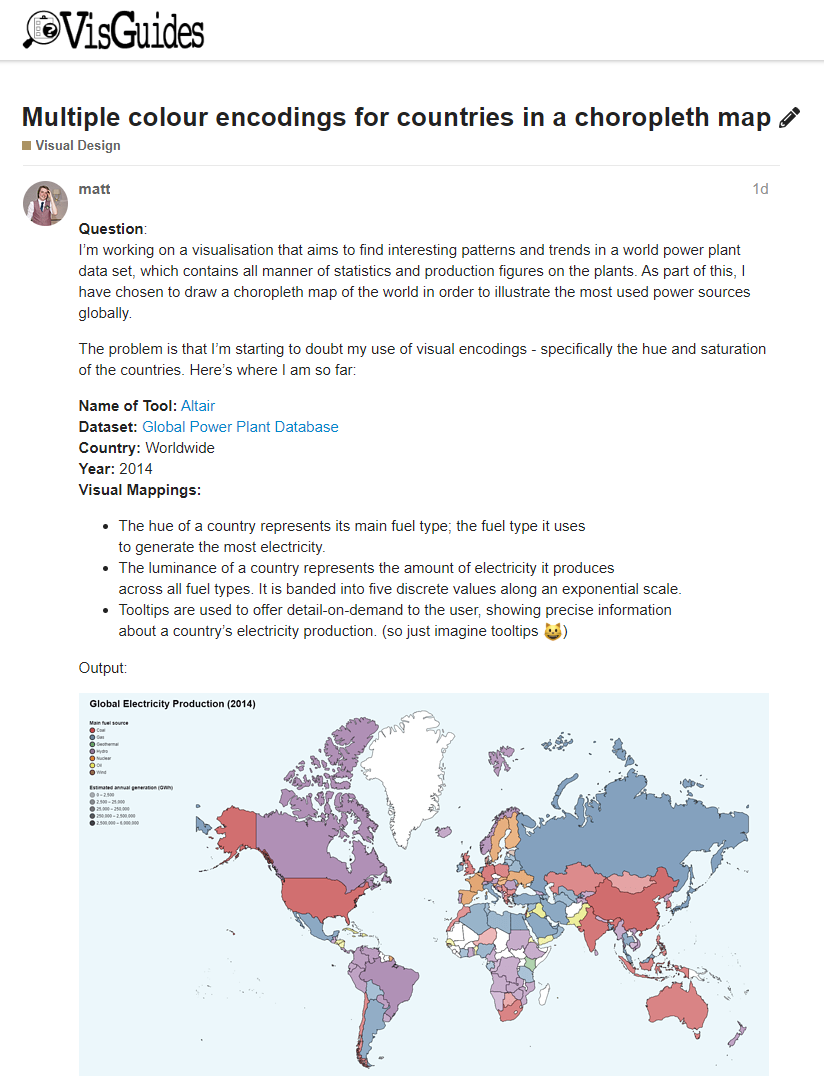 VisGuides
Multiple colour encodings for countries in a choropleth map
Visual Design
matt
1d
Question:
I'm working on a visualisation that aims to find interesting patterns and trends in a world power plant
data set, which contains all manner of statistics and production figures on the plants. As part of this, I
have chosen to draw a choropleth map of the world in order to illustrate the most used power sources
globally.
The problem is that I'm starting to doubt my use of visual encodings - specifically the hue and saturation
of the countries. Here's where I am so far:
Name of Tool: Altair
Dataset: Global Power Plant Database
Country: Worldwide
Year: 2014
Visual Mappings:
• The hue of a country represents its main fuel type; the fuel type it uses
to generate the most electricity.
• The luminance of a country represents the amount of electricity it produces
across all fuel types. It is banded into five discrete values along an exponential scale.
• Tooltips are used to offer detail-on-demand to the user, showing precise information
about a country's electricity production. (so just imagine tooltips 😺)
Output:
Global Electricity Production (2014)
Main fuel source
Coal
Gas
Geothermal
Hydro
Nuclear
Oil
Wind
Estimated annual generation (GWh)
0 – 2,500
2,500 – 25,000
25,000 – 250,000
250,000 – 2,500,000
2,500,000 – 6,000,000